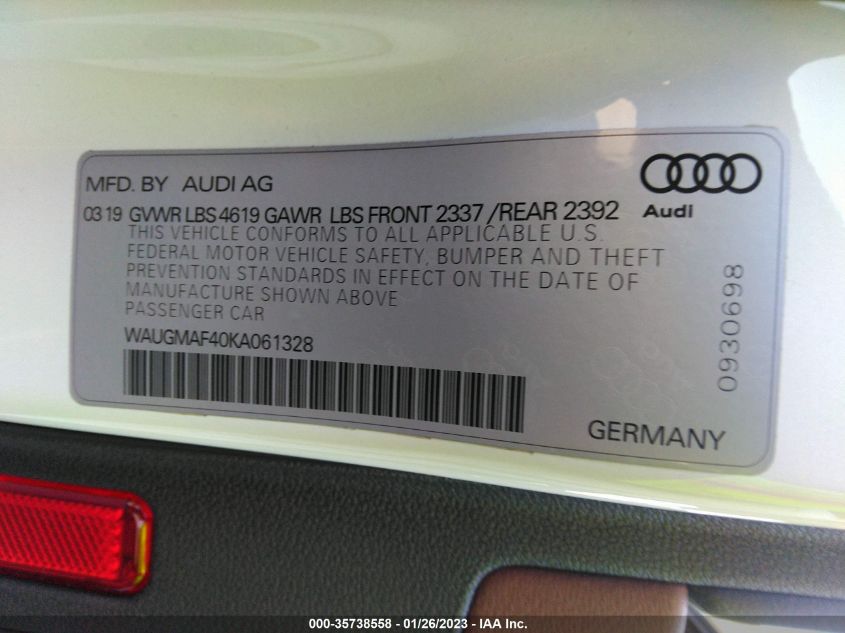 MFD. BY AUDI AG
0319 GVWR LBS 4619 GAWR LBS FRONT 2337 /REAR 2392
Audi
THIS VEHICLE CONFORMS TO ALL APPLICABLE U.S.
FEDERAL MOTOR VEHICLE SAFETY, BUMPER AND THEFT
PREVENTION STANDARDS IN EFFECT ON THE DATE OF
MANUFACTURE SHOWN ABOVE
PASSENGER CAR
WAUGMAF40KA061328
0930698
GERMANY
000-35738558 - 01/26/2023 - IAA Inc.